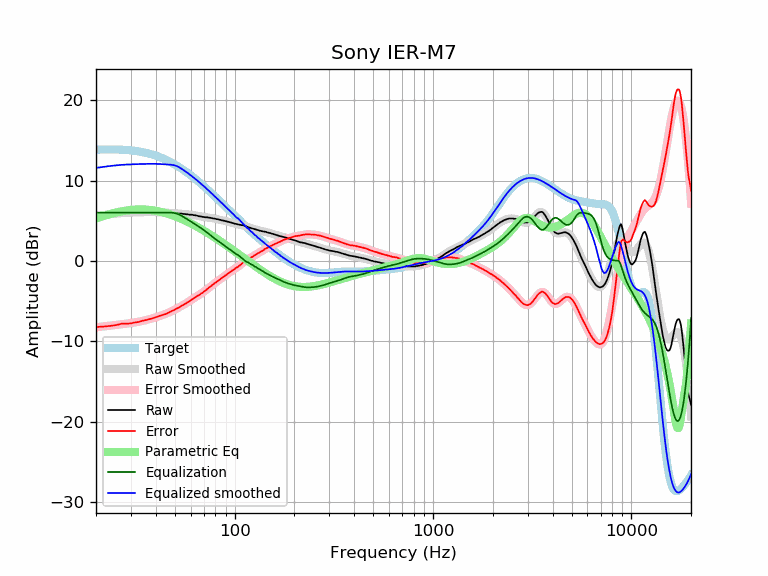 Sony IER-M7
Amplitude (dBr)
20
10
0
−10
−20
−30
Target
Raw Smoothed
Error Smoothed
Raw
Error
Parametric Eq
Equalization
Equalized smoothed
100
1000
10000
Frequency (Hz)